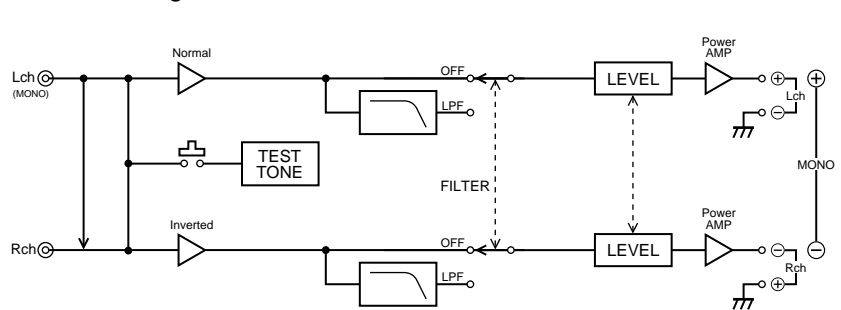 Lch
(MONO)
Normal
OFF
LPF
LEVEL
Power
AMP
+
Lch
−
+
TEST
TONE
FILTER
MONO
Rch
Inverted
OFF
LPF
LEVEL
Power
AMP
−
Rch
+
−